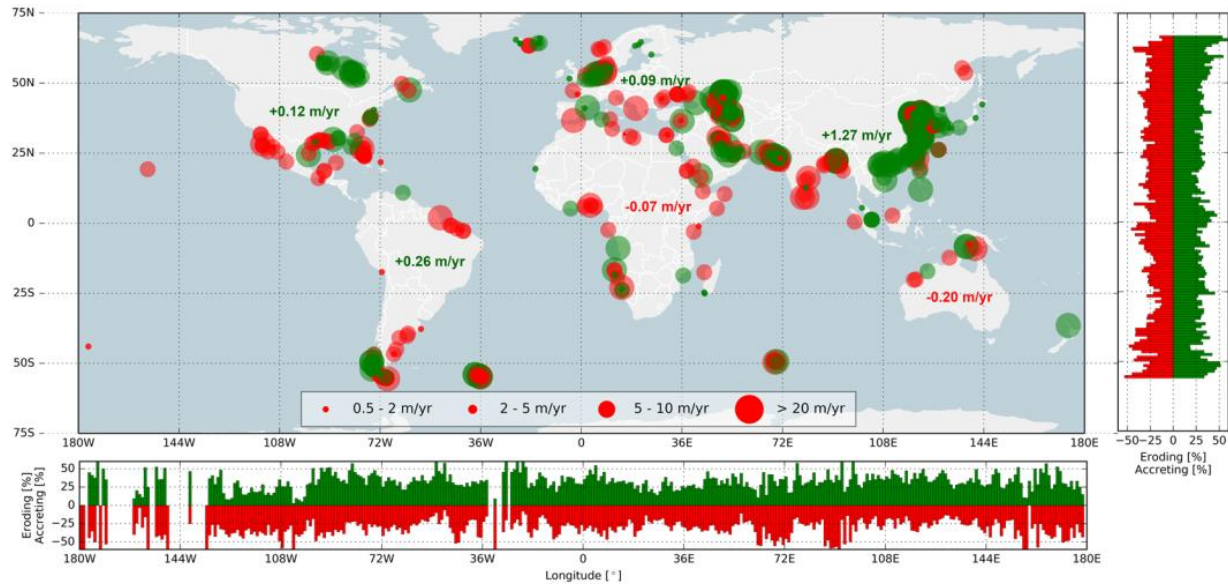 75N
50N
25N
0
25S
50S
75S
+0.12 m/yr
+0.09 m/yr
+1.27 m/yr
-0.07 m/yr
+0.26 m/yr
-0.20 m/yr
0.5 - 2 m/yr 2 - 5 m/yr 5 - 10 m/yr > 20 m/yr
180W 144W 108W 72W 36W 0 36E 72E 108E 144E 180E
−50 −25 0 25 50
Eroding [%]
Accreting [%]
Eroding [%]
Accreting [%]
50
25
0
−25
−50
180W 144W 108W 72W 36W 0 36E 72E 108E 144E 180E
Longitude [°]